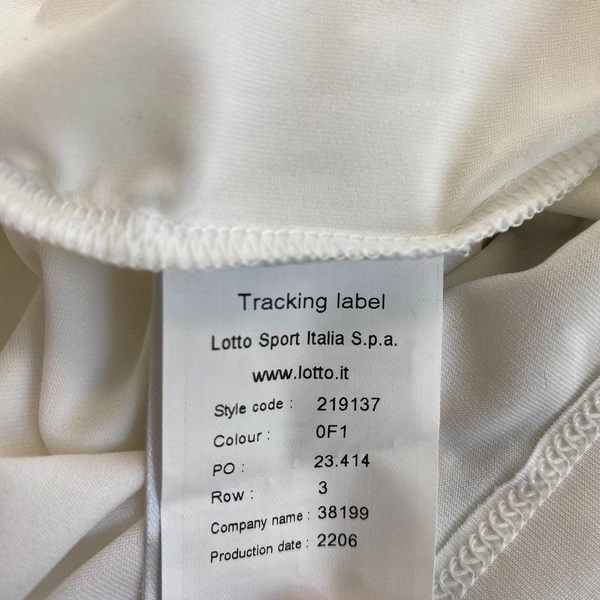 Tracking label
Lotto Sport Italia S.p.a.
www.lotto.it
Style code : 219137
Colour : 0F1
PO : 23.414
Row : 3
Company name : 38199
Production date : 2206